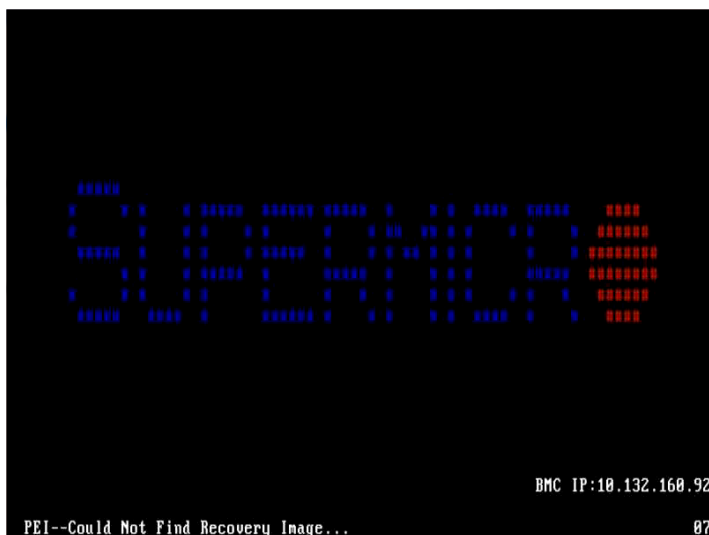 SUPERMICRO
BMC IP:10.132.160.92
PEI--Could Not Find Recovery Image...
07